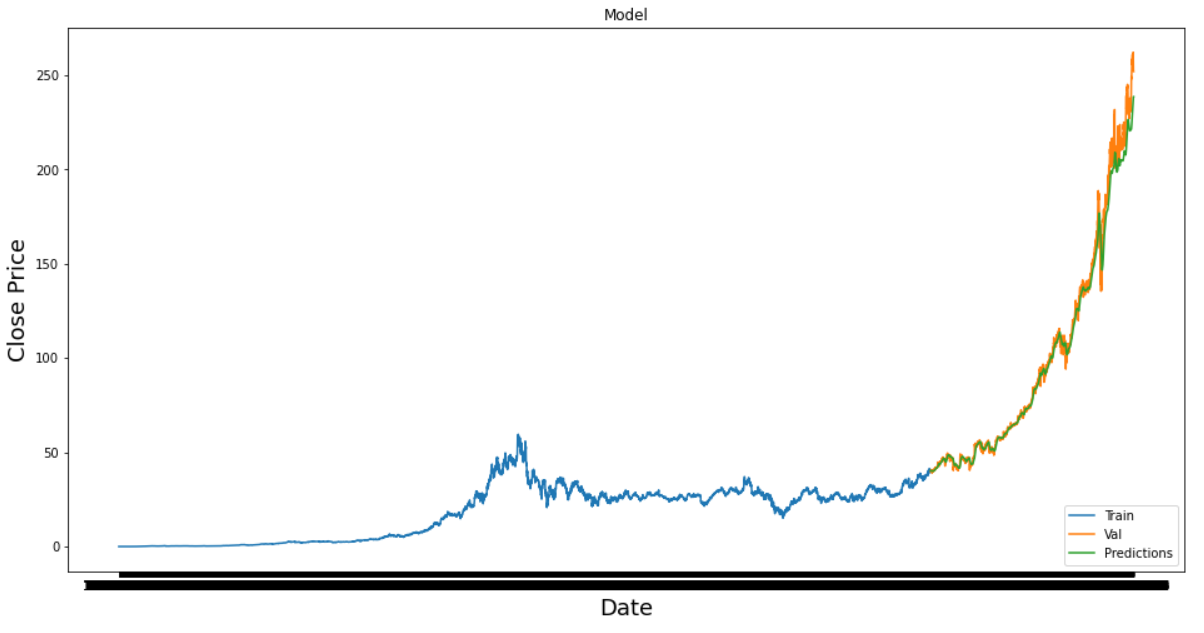 Model
250
200
150
100
50
0
Close Price
Train
Val
Predictions
Date